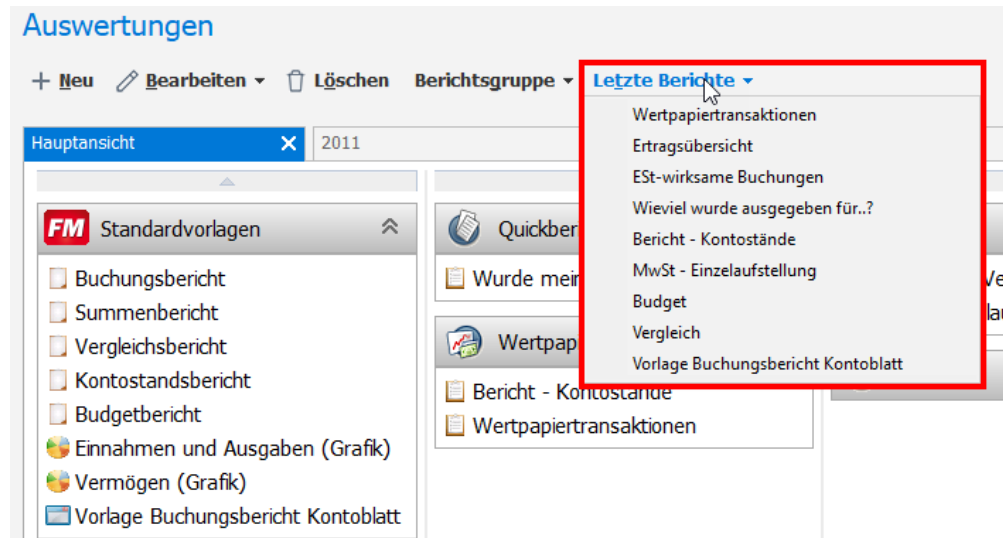 Auswertungen
Neu Bearbeiten Löschen Berichtsgruppe Letzte Berichte
Hauptansicht
2011
Wertpapiertransaktionen
Ertragsübersicht
ESt-wirksame Buchungen
Wieviel wurde ausgegeben für..?
Bericht - Kontostände
MwSt - Einzelaufstellung
Budget
Vergleich
Vorlage Buchungsbericht Kontoblatt
FM Standardvorlagen
Buchungsbericht
Summenbericht
Vergleichsbericht
Kontostandsbericht
Budgetbericht
Einnahmen und Ausgaben (Grafik)
Vermögen (Grafik)
Vorlage Buchungsbericht Kontoblatt
Quickber
Wurde mein
Wertpap
Bericht - Kontostände
Wertpapiertransaktionen